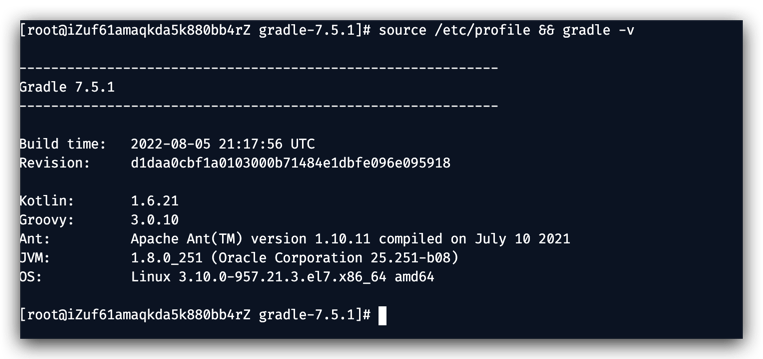 [root@iZuf61amaqkda5k880bb4rZ gradle-7.5.1]# source /etc/profile && gradle -v
------------------------------------------------------------
Gradle 7.5.1
------------------------------------------------------------
Build time:   2022-08-05 21:17:56 UTC
Revision:     d1daa0cbf1a0103000b71484e1dbfe096e095918
Kotlin:       1.6.21
Groovy:       3.0.10
Ant:          Apache Ant(TM) version 1.10.11 compiled on July 10 2021
JVM:          1.8.0_251 (Oracle Corporation 25.251-b08)
OS:           Linux 3.10.0-957.21.3.el7.x86_64 amd64
[root@iZuf61amaqkda5k880bb4rZ gradle-7.5.1]#